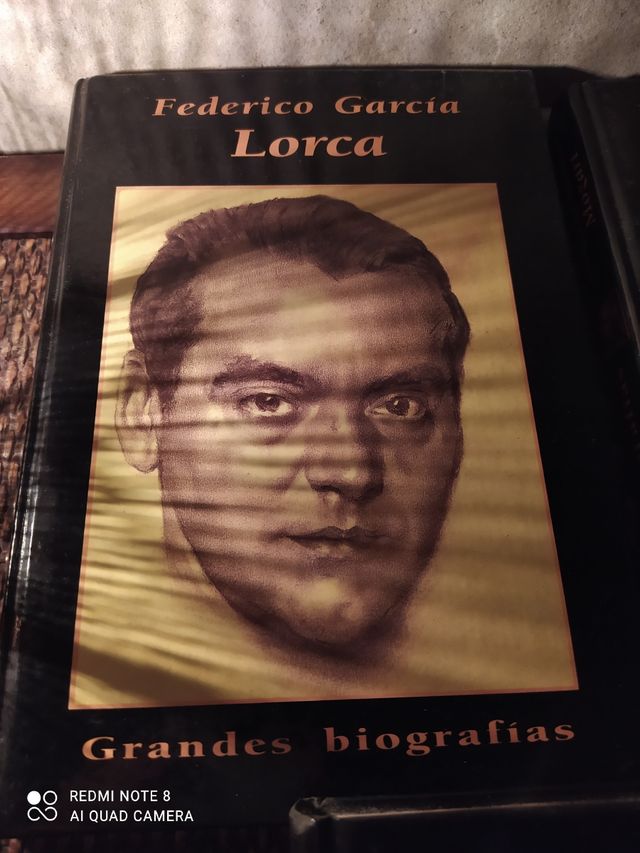 Federico García
Lorca
Grandes biografías
REDMI NOTE 8
AI QUAD CAMERA